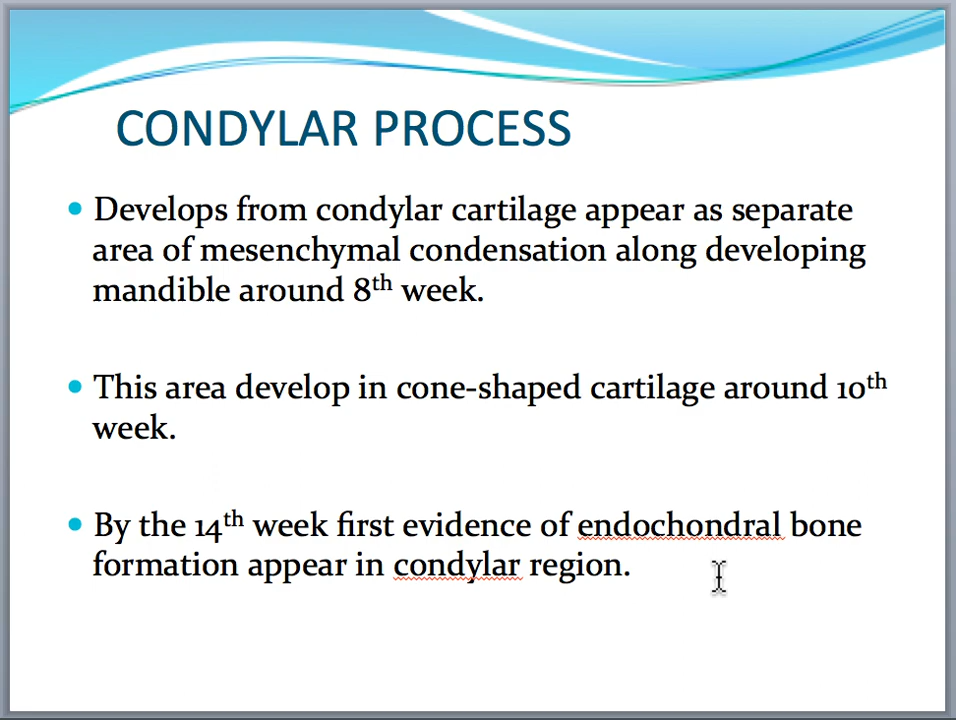 CONDYLAR PROCESS
• Develops from condylar cartilage appear as separate
area of mesenchymal condensation along developing
mandible around 8th week.
• This area develop in cone-shaped cartilage around 10th
week.
• By the 14th week first evidence of endochondral bone
formation appear in condylar region.